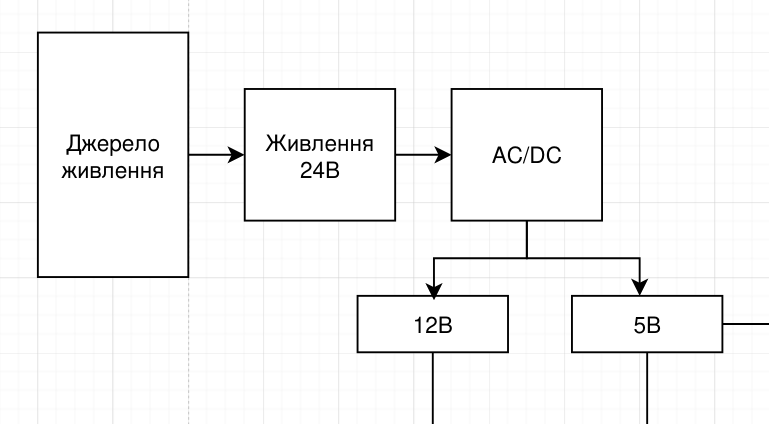 Джерело
живлення
Живлення
24В
AC/DC
12В
5В